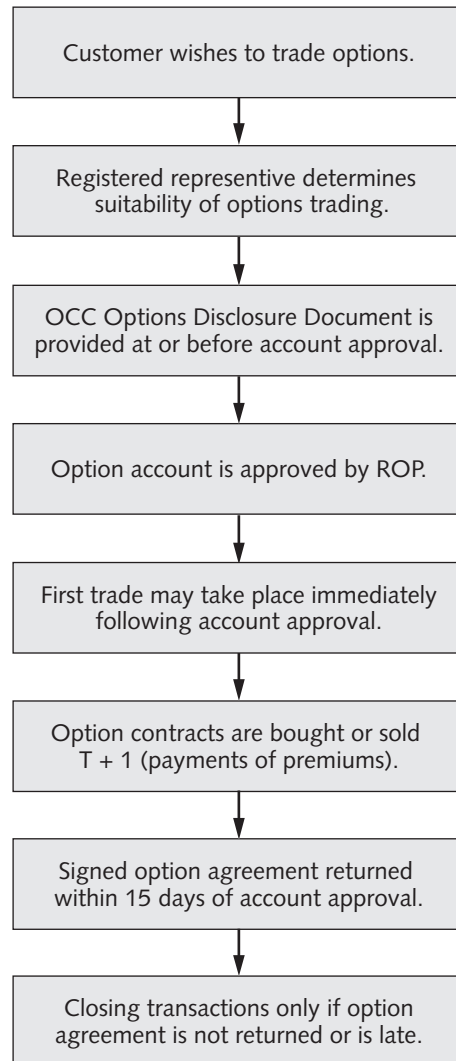 Customer wishes to trade options.
Registered representive determines
suitability of options trading.
OCC Options Disclosure Document is
provided at or before account approval.
Option account is approved by ROP.
First trade may take place immediately
following account approval.
Option contracts are bought or sold
T + 1 (payments of premiums).
Signed option agreement returned
within 15 days of account approval.
Closing transactions only if option
agreement is not returned or is late.